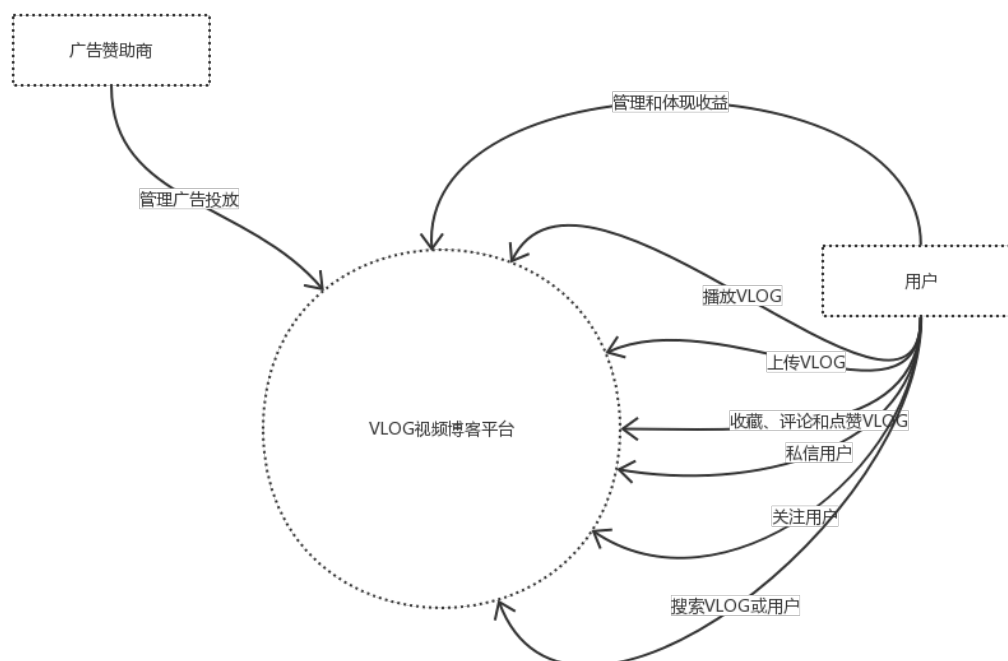 广告赞助商
管理和体现收益
管理广告投放
用户
播放VLOG
上传VLOG
收藏、评论和点赞VLOG
VLOG视频博客平台
私信用户
关注用户
搜索VLOG或用户